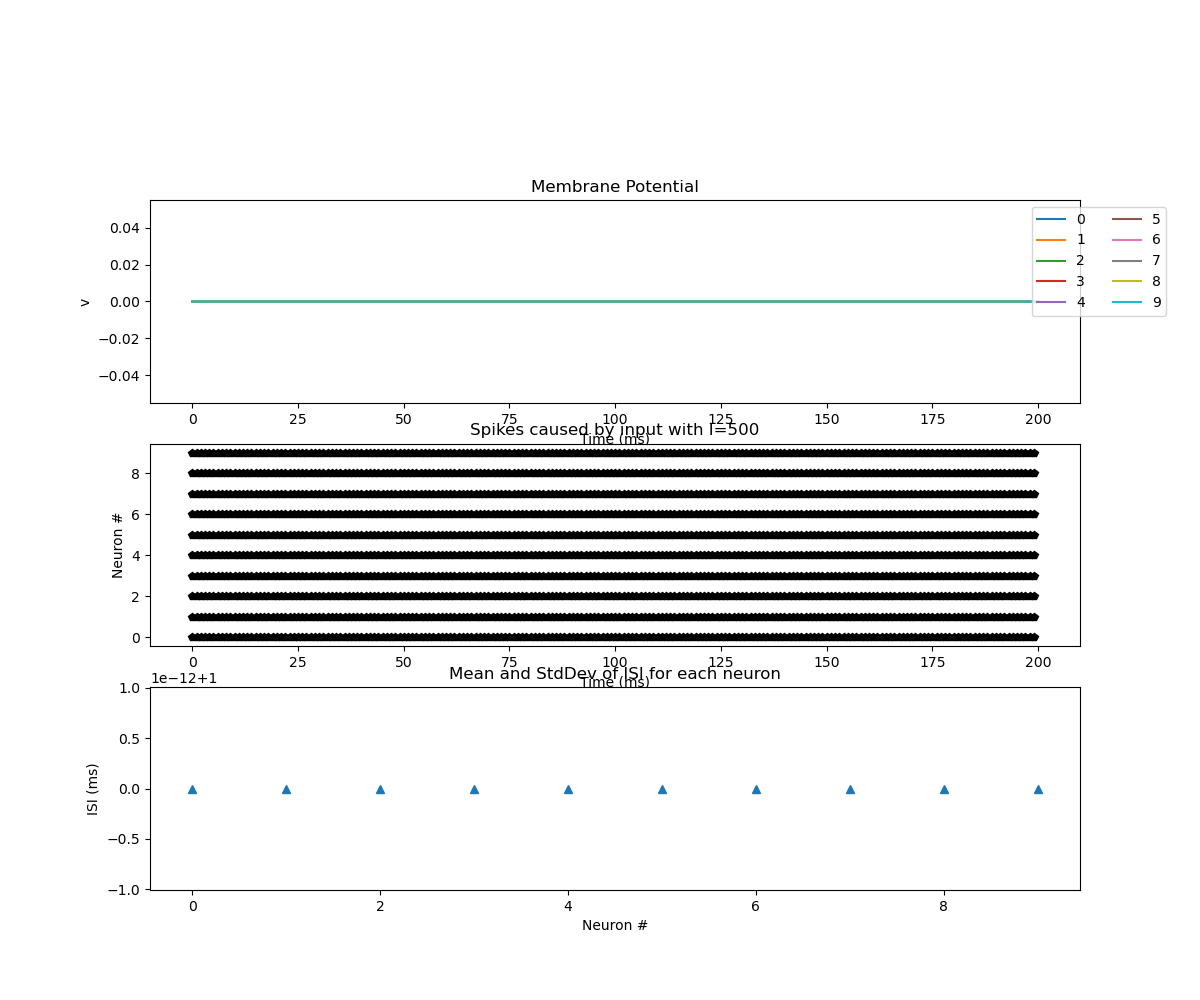 Membrane Potential
0.04
0.02
0.00
−0.02
−0.04
v
0 5
1 6
2 7
3 8
4 9
0 25 50 75 100 125 150 175 200
Time (ms)
Spikes caused by input with I=500
8
6
4
2
0
Neuron #
0 25 50 75 100 125 150 175 200
Time (ms)
Mean and StdDev of ISI for each neuron
1e−12+1
1.0
0.5
0.0
−0.5
−1.0
ISI (ms)
0 2 4 6 8
Neuron #